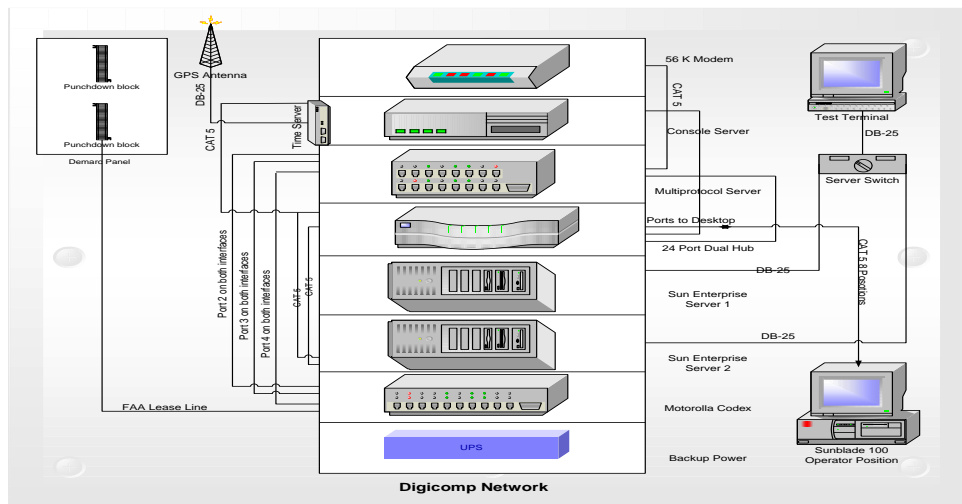 Punchdown block
Punchdown block
Demarc Panel
GPS Antenna
DB-25
CAT 5
Time Server
56 K Modem
CAT 5
Console Server
Multiprotocol Server
Ports to Desktop
24 Port Dual Hub
DB-25
Sun Enterprise
Server 1
DB-25
Sun Enterprise
Server 2
Motorolla Codex
Backup Power
Test Terminal
DB-25
Server Switch
CAT 5 8 Posotions
Sunblade 100
Operator Position
Port 2 on both interfaces
Port 3 on both interfaces
Port 4 on both interfaces
CAT 5
CAT 5
FAA Lease Line
UPS
Digicomp Network